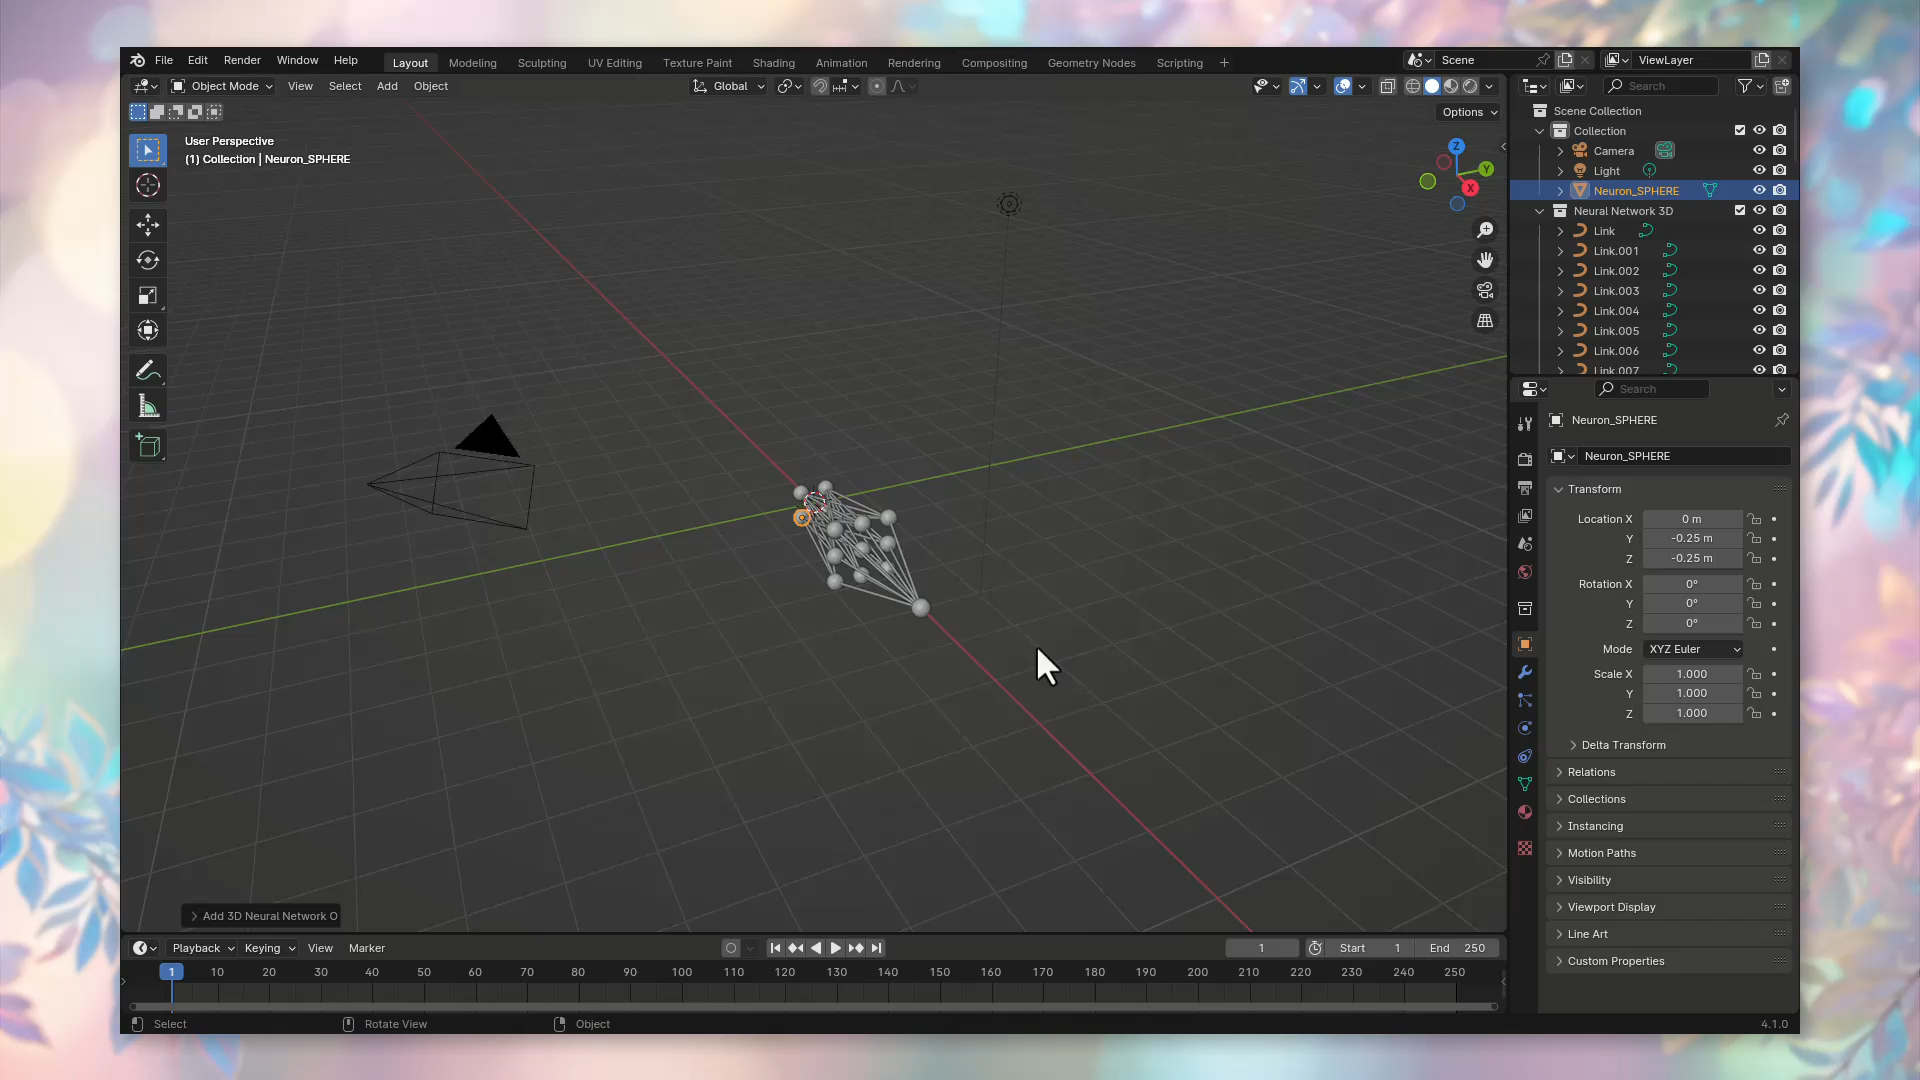 File Edit Render Window Help
Layout Modeling Sculpting UV Editing Texture Paint Shading Animation Rendering Compositing Geometry Nodes Scripting +
Scene
ViewLayer
Object Mode View Select Add Object
Global
Search
Options
User Perspective
(1) Collection | Neuron_SPHERE
Z
Y
X
Scene Collection
Collection
Camera
Light
Neuron_SPHERE
Neural Network 3D
Link
Link.001
Link.002
Link.003
Link.004
Link.005
Link.006
Link.007
Search
Neuron_SPHERE
Neuron_SPHERE
Transform
Location X 0 m
Y -0.25 m
Z -0.25 m
Rotation X 0°
Y 0°
Z 0°
Mode XYZ Euler
Scale X 1.000
Y 1.000
Z 1.000
Delta Transform
Relations
Collections
Instancing
Motion Paths
Visibility
Viewport Display
Line Art
Custom Properties
Add 3D Neural Network O
Playback Keying View Marker
1
Start 1
End 250
1 10 20 30 40 50 60 70 80 90 100 110 120 130 140 150 160 170 180 190 200 210 220 230 240 250
Select
Rotate View
Object
4.1.0